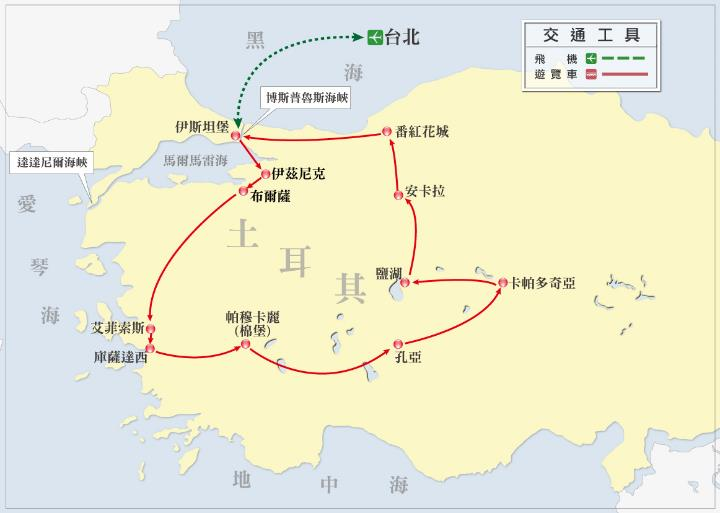 黑
海
台北
交通工具
飛機
遊覽車
博斯普魯斯海峽
伊斯坦堡
番紅花城
達達尼爾海峽
馬爾馬雷海
伊茲尼克
布爾薩
安卡拉
愛
琴
海
土
耳
其
鹽湖
卡帕多奇亞
艾菲索斯
庫薩達西
帕穆卡麗
(棉堡)
孔亞
地中海